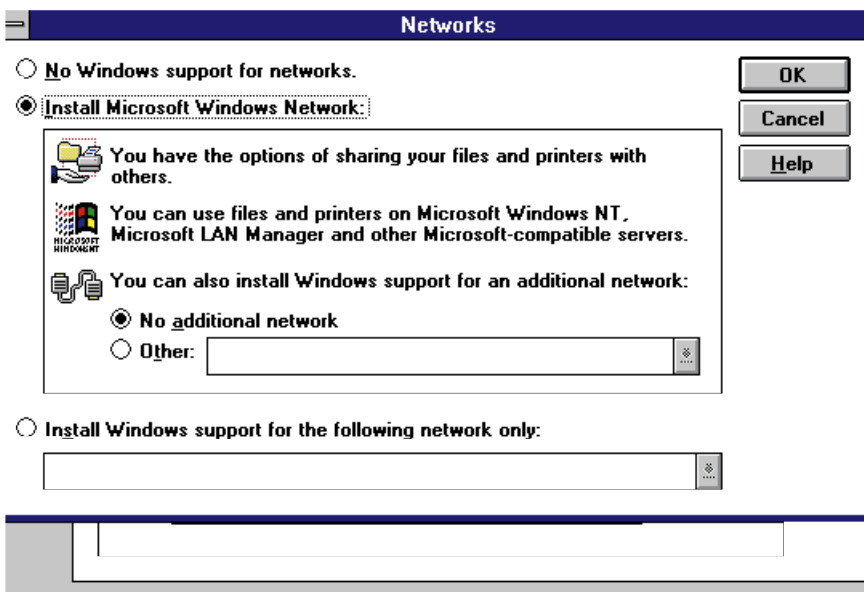 Networks
No Windows support for networks.
Install Microsoft Windows Network:
OK
Cancel
Help
You have the options of sharing your files and printers with
others.
You can use files and printers on Microsoft Windows NT,
Microsoft LAN Manager and other Microsoft-compatible servers.
MICROSOFT
WINDOWS NT
You can also install Windows support for an additional network:
No additional network
Other:
Install Windows support for the following network only: